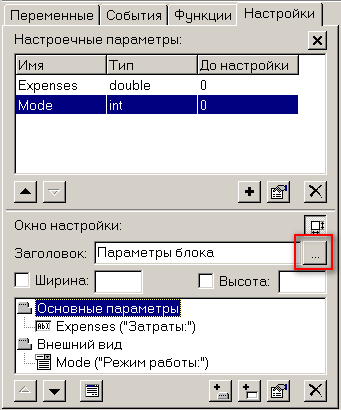 Переменные События Функции Настройки
Настроечные параметры:
Имя Тип До настройки
Expenses double 0
Mode int 0
Окно настройки:
Заголовок: Параметры блока ...
Ширина: Высота:
Основные параметры
Expenses ("Затраты:")
Внешний вид
Mode ("Режим работы:")